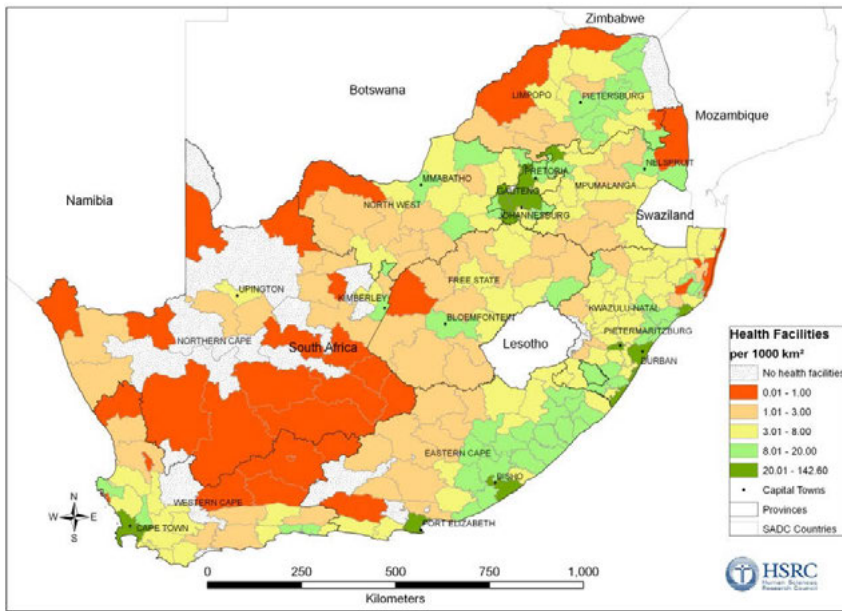 Zimbabwe
Botswana
LIMPOPO
PIETERSBURG
Mozambique
Namibia
MMABATHO
PRETORIA
NELSPRUIT
GAUTENG
MPUMALANGA
NORTH WEST
JOHANNESBURG
Swaziland
UPINGTON
KIMBERLEY
FREE STATE
KWAZULU-NATAL
BLOEMFONTEIN
NORTHERN CAPE
South Africa
Lesotho
PIETERMARITZBURG
DURBAN
EASTERN CAPE
BISHO
WESTERN CAPE
CAPE TOWN
PORT ELIZABETH
Health Facilities
per 1000 km²
No health facilities
0.01 - 1.00
1.01 - 3.00
3.01 - 8.00
8.01 - 20.00
20.01 - 142.60
Capital Towns
Provinces
SADC Countries
N
W E
S
0 250 500 750 1,000
Kilometers
HSRC
Human Sciences
Research Council